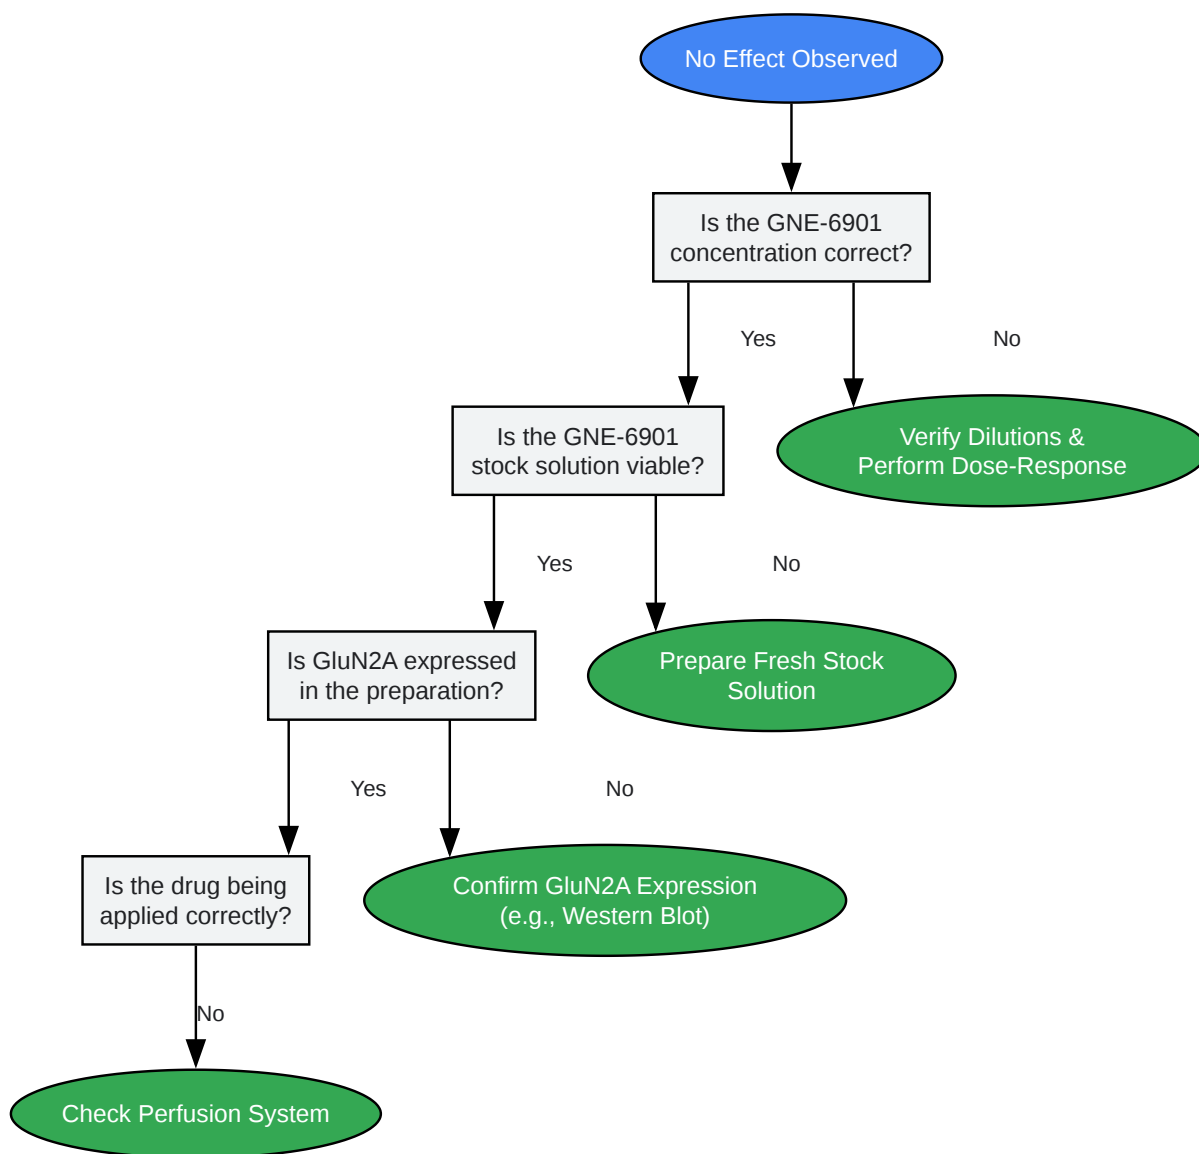 No Effect Observed
Is the GNE-6901
concentration correct?
Yes
No
Is the GNE-6901
stock solution viable?
Verify Dilutions &
Perform Dose-Response
Yes
No
Is GluN2A expressed
in the preparation?
Prepare Fresh Stock
Solution
Yes
No
Is the drug being
applied correctly?
Confirm GluN2A Expression
(e.g., Western Blot)
No
Check Perfusion System